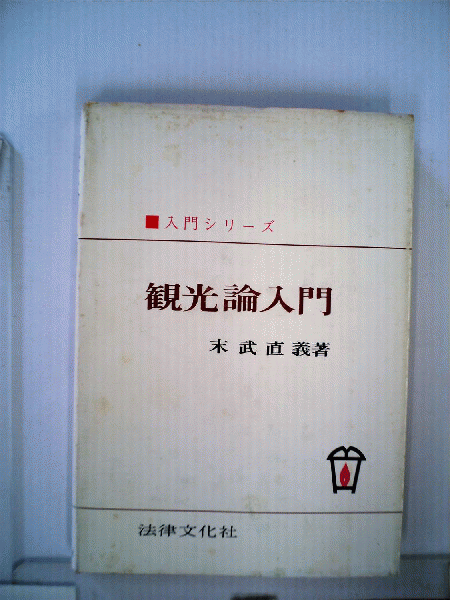 ■入門シリーズ
観光論入門
末武直義著
法律文化社